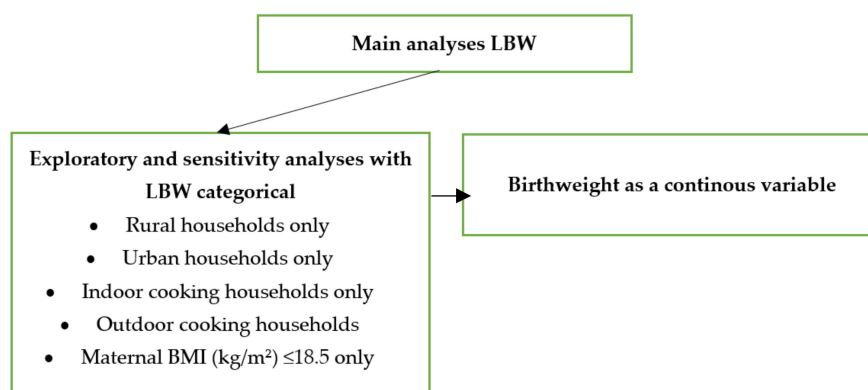 Main analyses LBW
Exploratory and sensitivity analyses with
LBW categorical
• Rural households only
• Urban households only
• Indoor cooking households only
• Outdoor cooking households
• Maternal BMI (kg/m²) ≤18.5 only
Birthweight as a continous variable